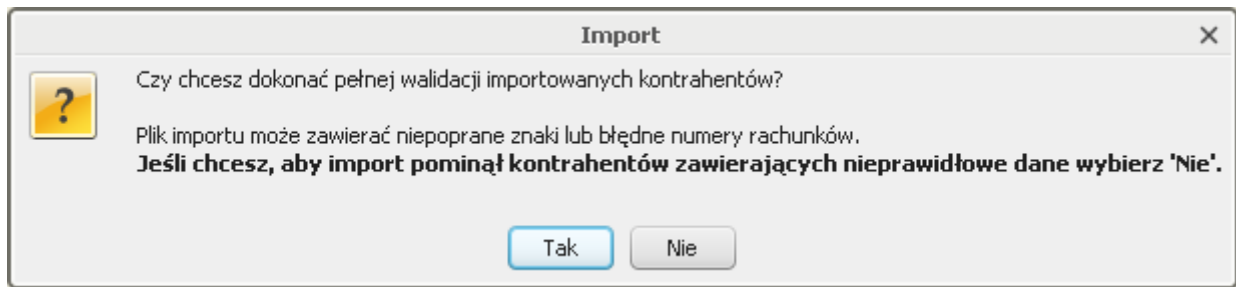 Import
Czy chcesz dokonać pełnej walidacji importowanych kontrahentów?
Plik importu może zawierać niepoprane znaki lub błędne numery rachunków.
Jeśli chcesz, aby import pominął kontrahentów zawierających nieprawidłowe dane wybierz 'Nie'.
Tak
Nie